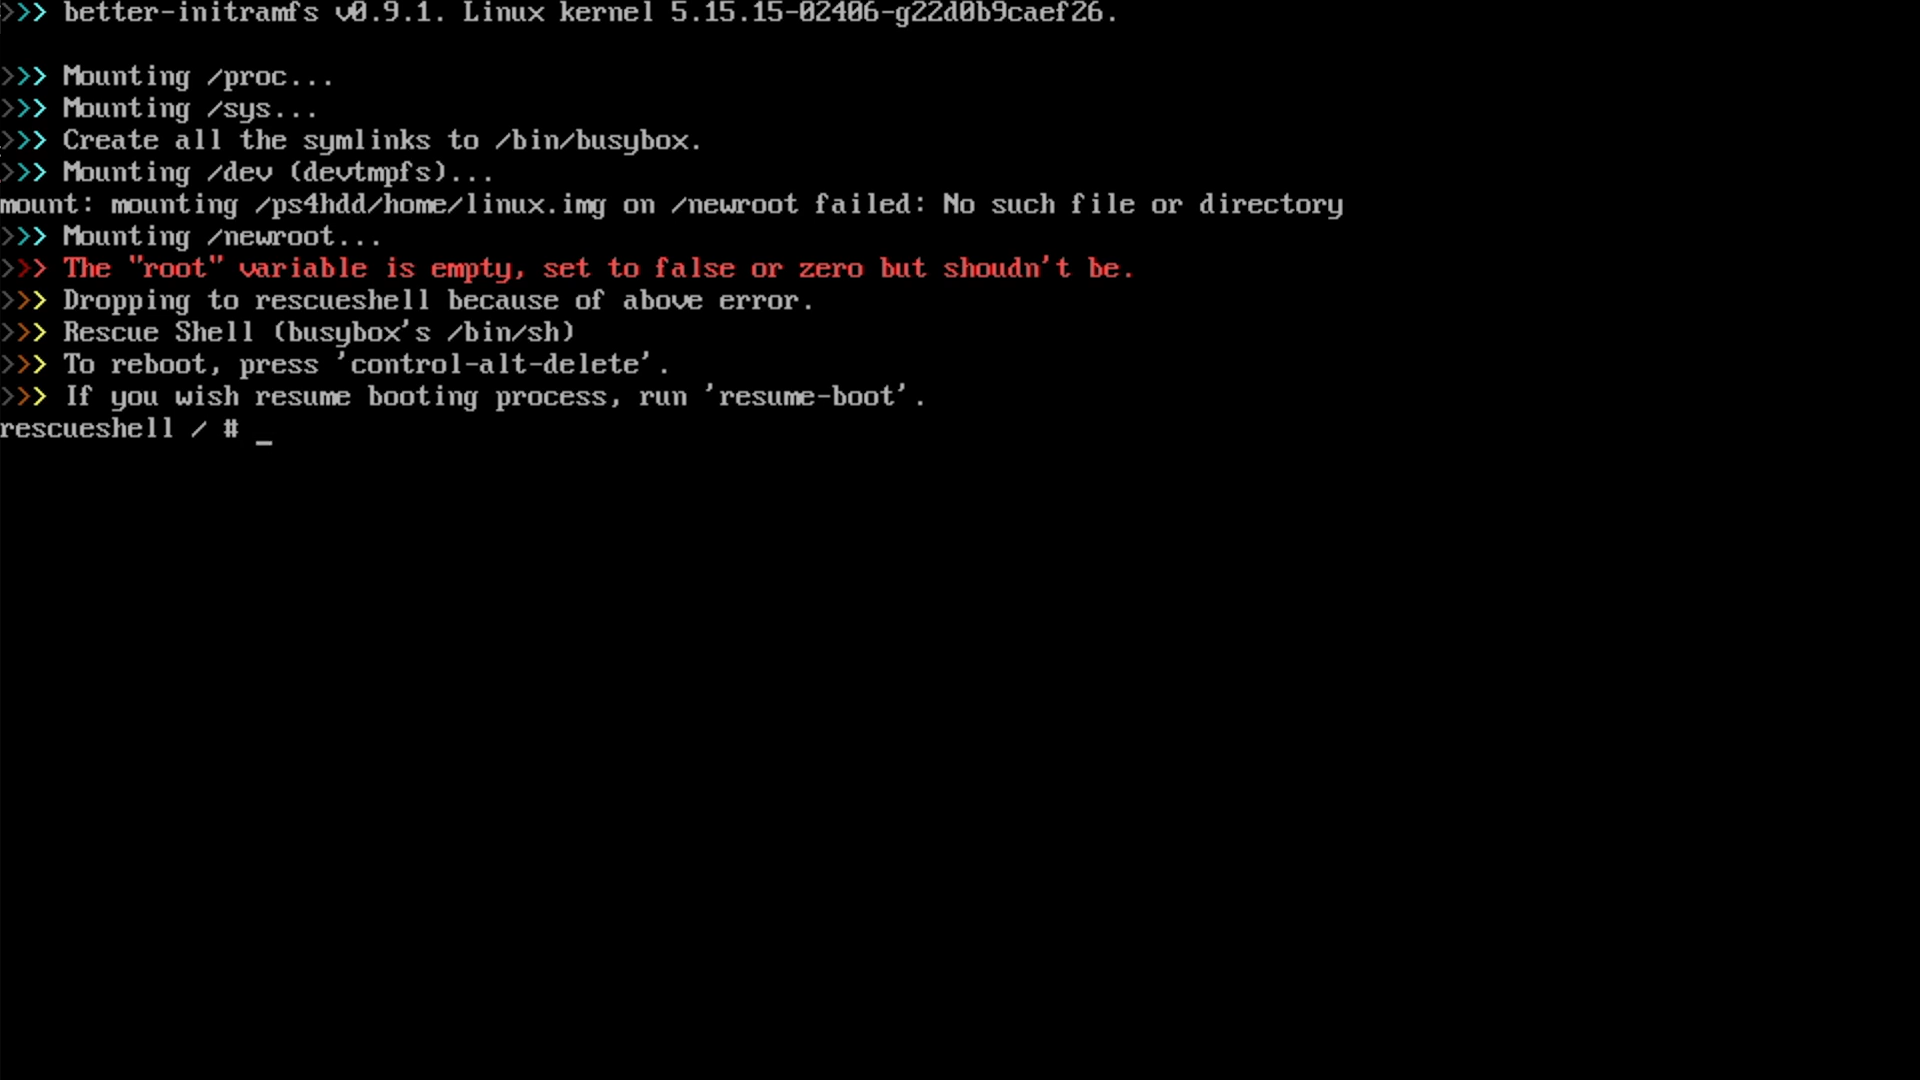 >>> better-initramfs v0.9.1. Linux kernel 5.15.15-02406-g22d0b9caef26.
>>> Mounting /proc...
>>> Mounting /sys...
>>> Create all the symlinks to /bin/busybox.
>>> Mounting /dev (devtmpfs)...
mount: mounting /ps4hdd/home/linux.img on /newroot failed: No such file or directory
>>> Mounting /newroot...
>>> The "root" variable is empty, set to false or zero but shoudn't be.
>>> Dropping to rescueshell because of above error.
>>> Rescue Shell (busybox's /bin/sh)
>>> To reboot, press 'control-alt-delete'.
>>> If you wish resume booting process, run 'resume-boot'.
rescueshell / # _